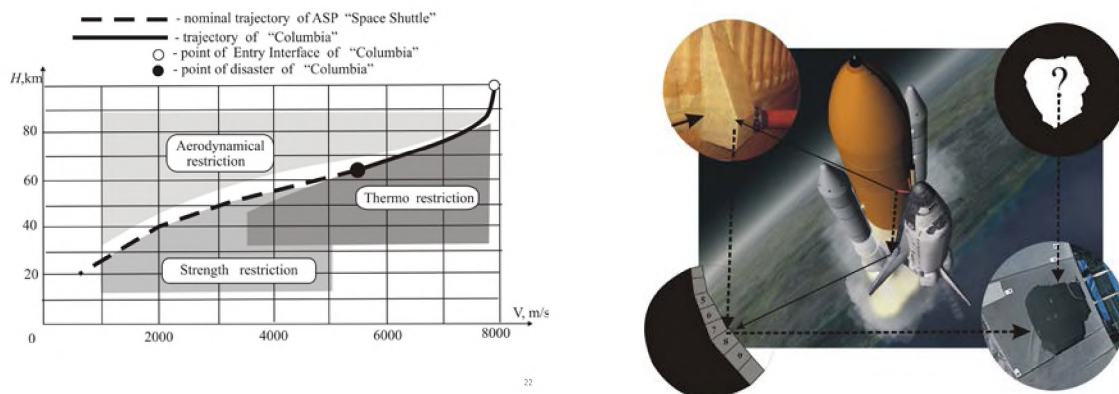 - nominal trajectory of ASP “Space Shuttle”
- trajectory of “Columbia”
- point of Entry Interface of “Columbia”
- point of disaster of “Columbia”
H,km
80
60
40
20
0
Aerodynamical
restriction
Thermo restriction
Strength restriction
2000
4000
6000
8000
V, m/s
22
?
5
6
7
8
9